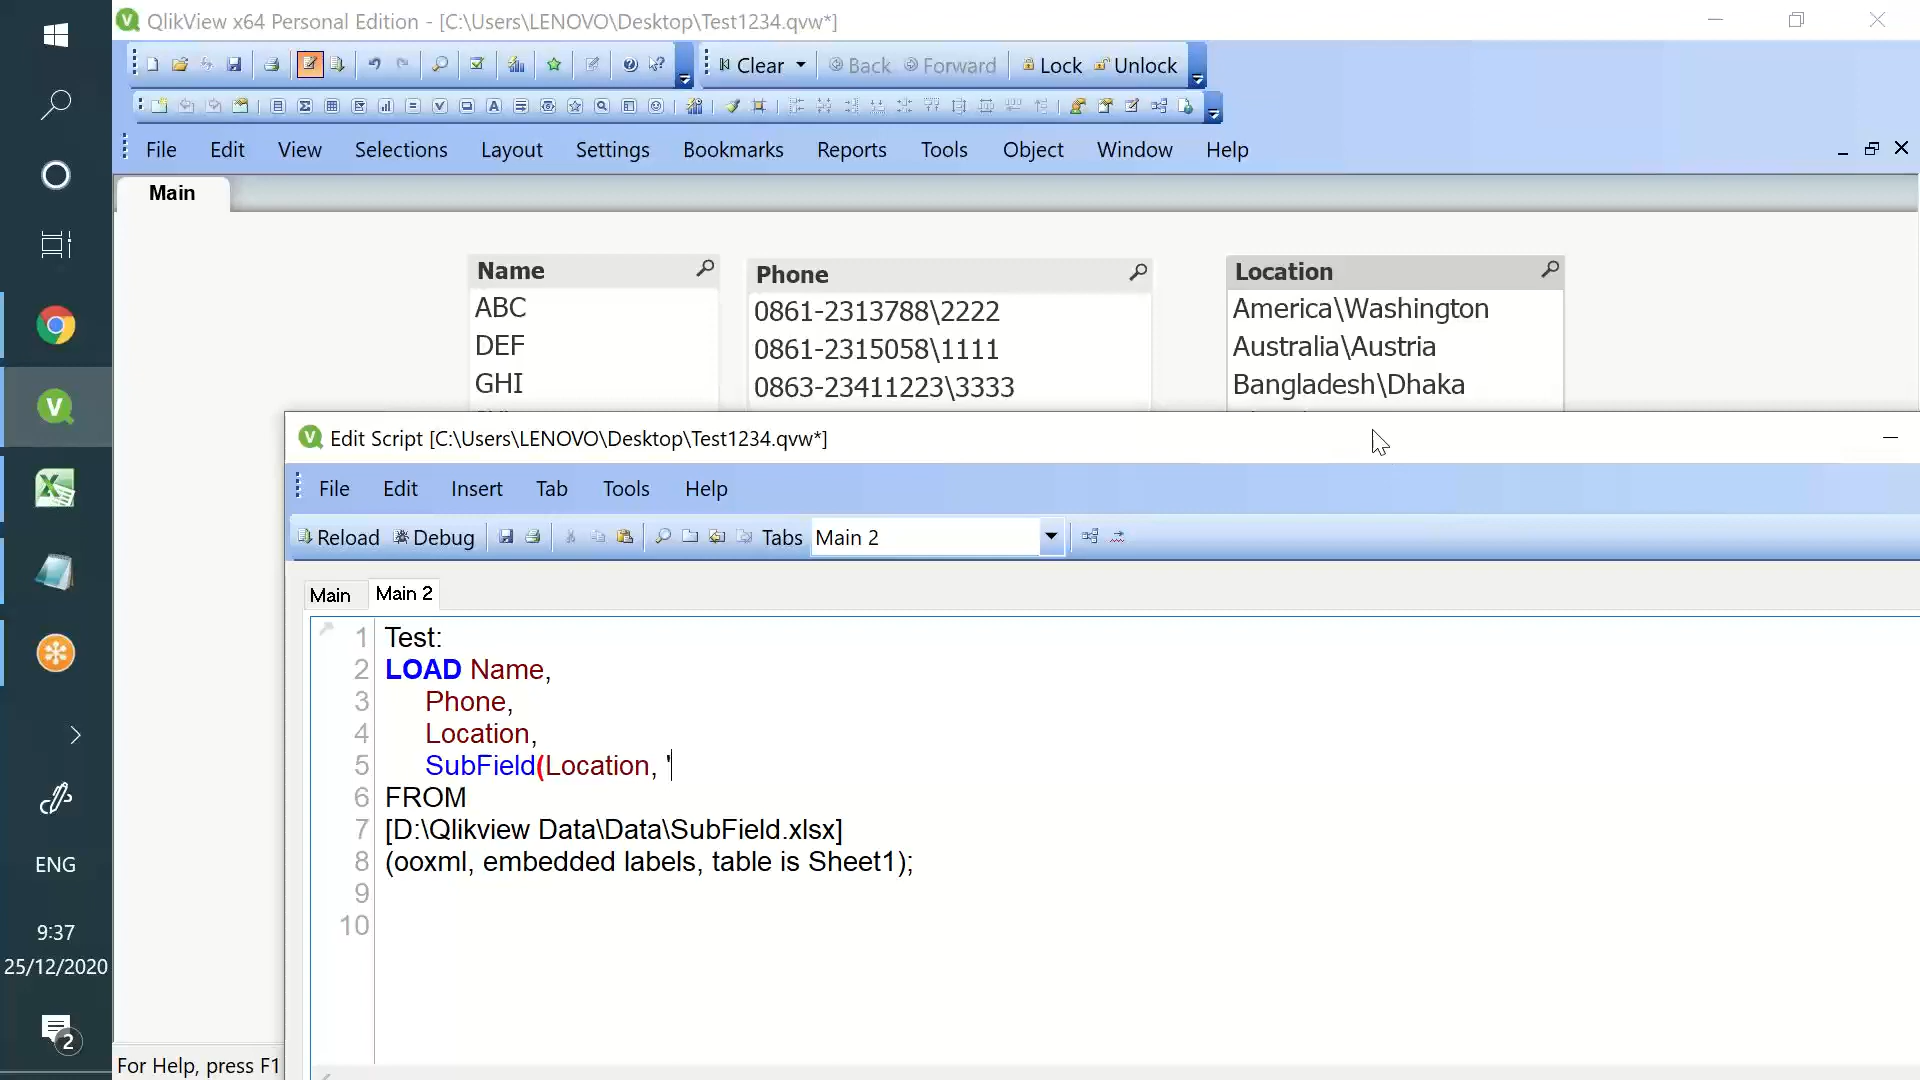 QlikView x64 Personal Edition - [C:\Users\LENOVO\Desktop\Test1234.qvw*]
Clear Back Forward Lock Unlock
File Edit View Selections Layout Settings Bookmarks Reports Tools Object Window Help
Main
Name
ABC
DEF
GHI
Phone
0861-2313788\2222
0861-2315058\1111
0863-23411223\3333
Location
America\Washington
Australia\Austria
Bangladesh\Dhaka
Edit Script [C:\Users\LENOVO\Desktop\Test1234.qvw*]
File Edit Insert Tab Tools Help
Reload Debug Tabs Main 2
Main Main 2
1 Test:
2 LOAD Name,
3 Phone,
4 Location,
5 SubField(Location, '
6 FROM
7 [D:\Qlikview Data\Data\SubField.xlsx]
8 (ooxml, embedded labels, table is Sheet1);
9
10
ENG
9:37
25/12/2020
2
For Help, press F1